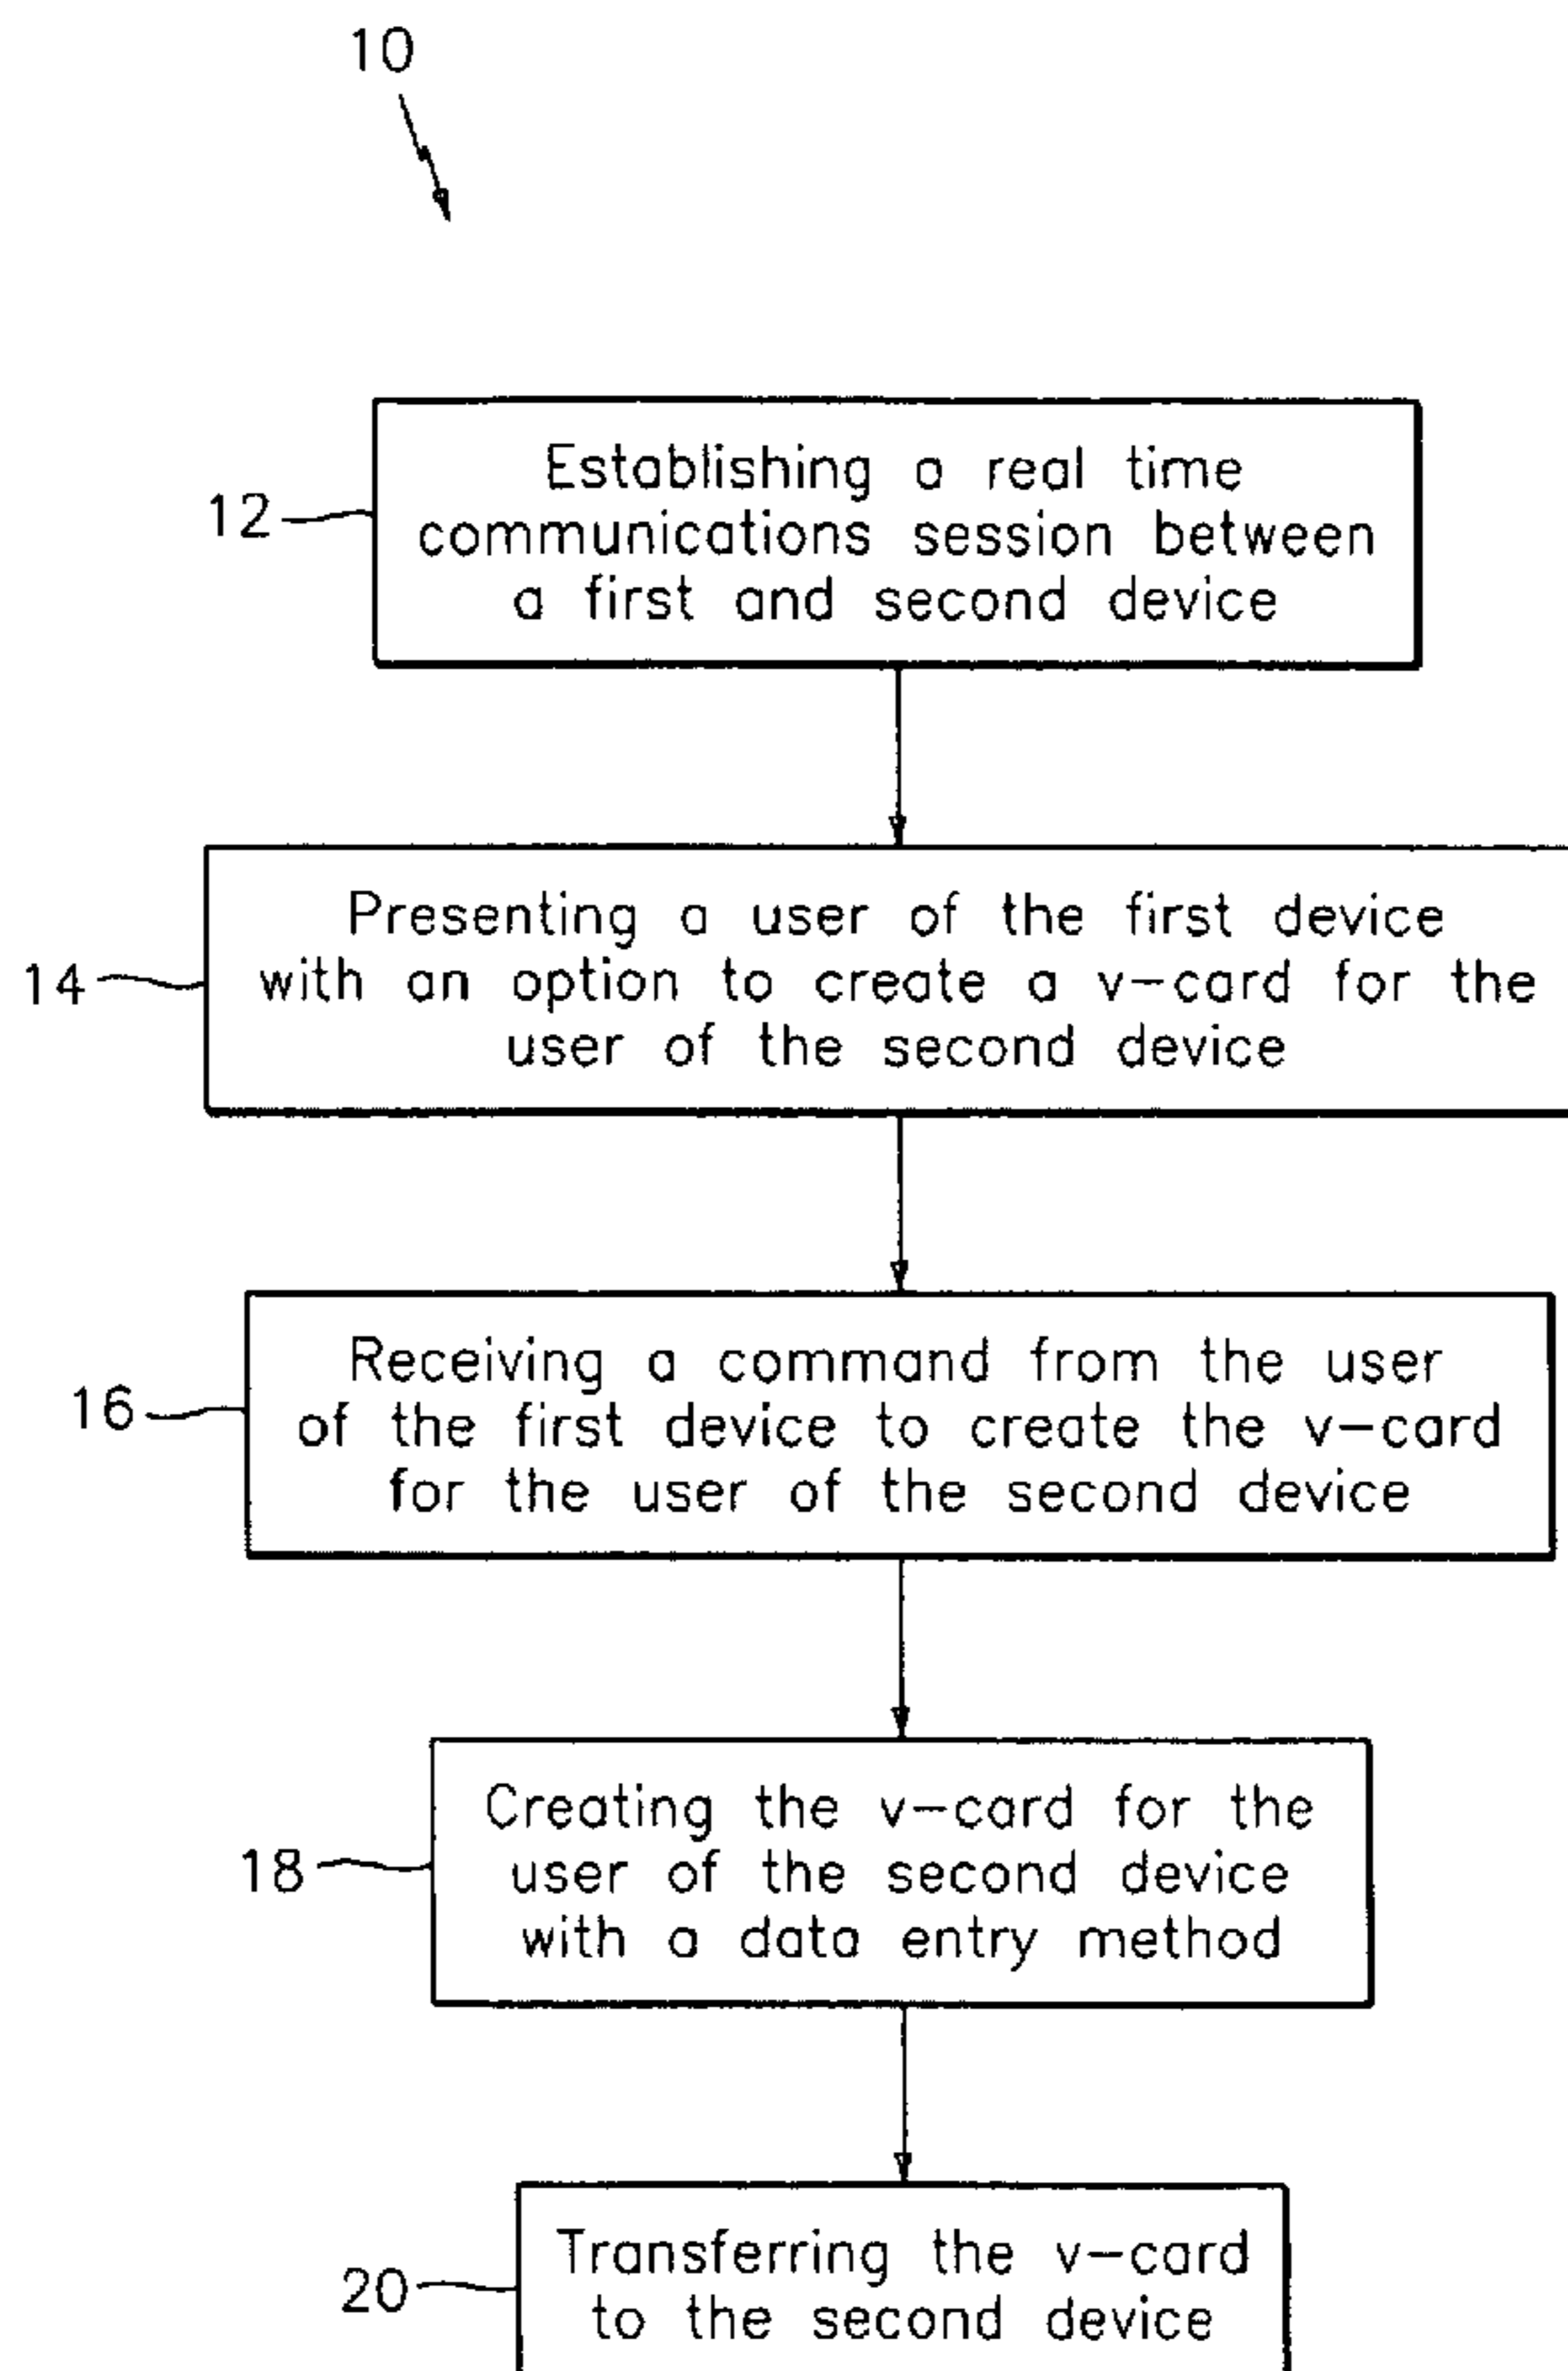 10
12
Establishing a real time
communications session between
a first and second device
14
Presenting a user of the first device
with an option to create a v-card for the
user of the second device
16
Receiving a command from the user
of the first device to create the v-card
for the user of the second device
18
Creating the v-card for the
user of the second device
with a data entry method
20
Transferring the v-card
to the second device